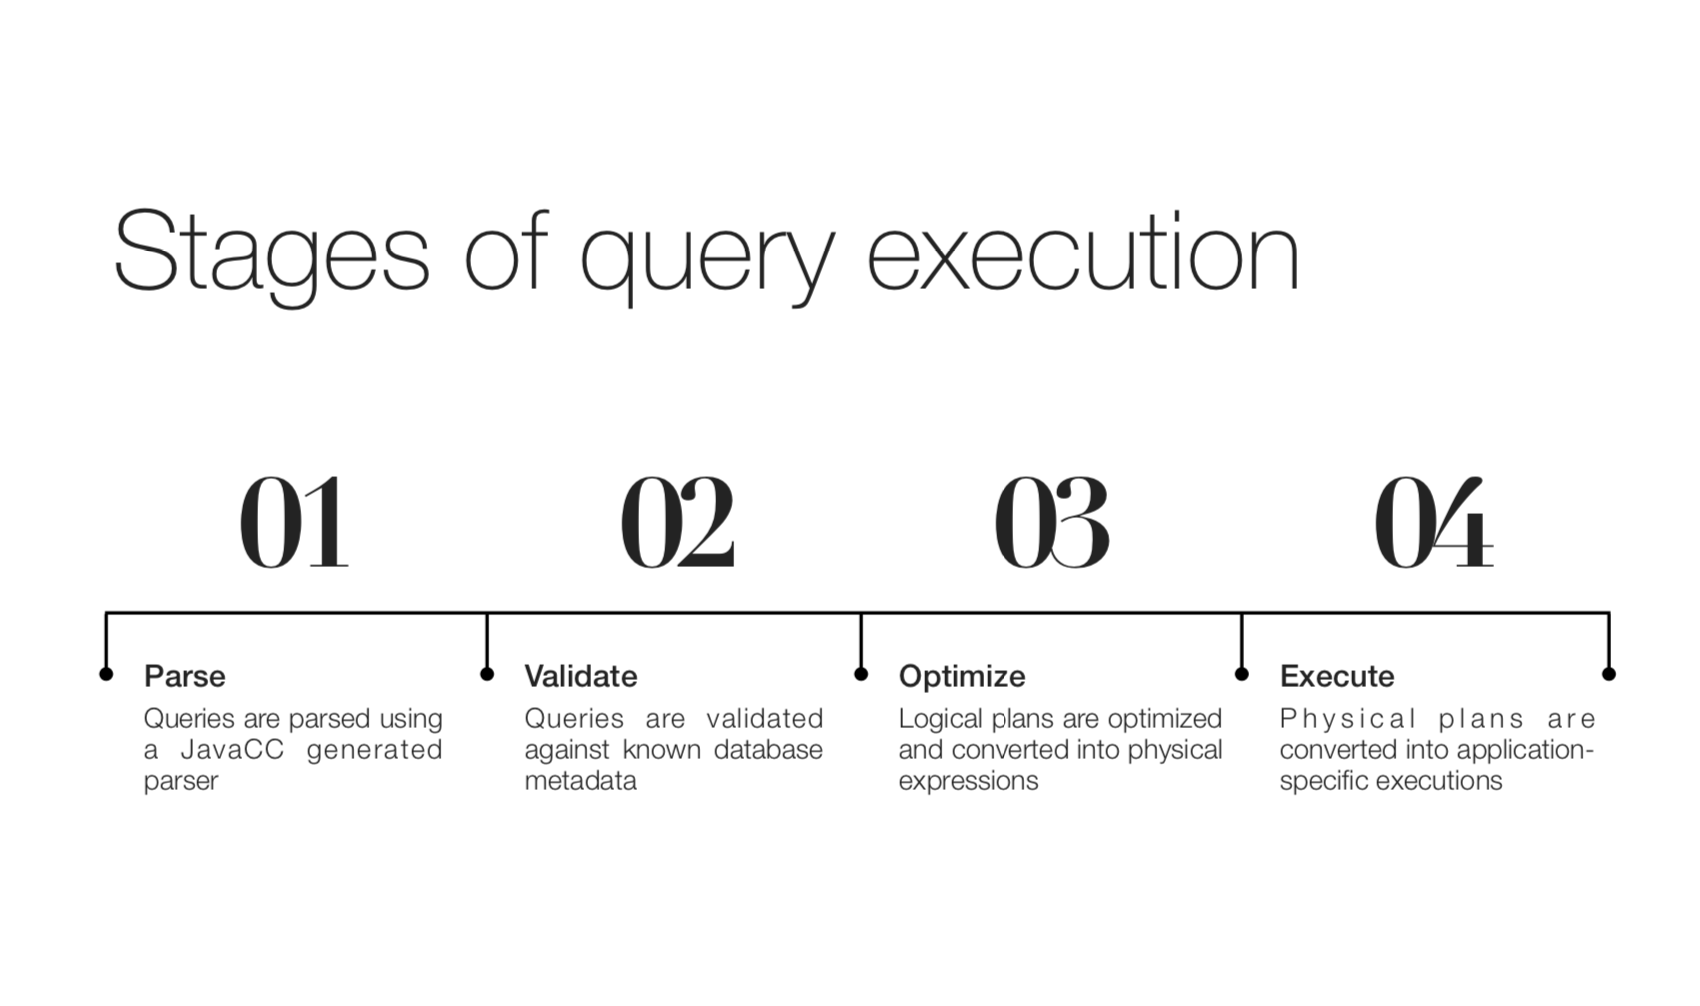 Stages of query execution
01
02
03
04
Parse
Queries are parsed using
a JavaCC generated
parser
Validate
Queries are validated
against known database
metadata
Optimize
Logical plans are optimized
and converted into physical
expressions
Execute
Physical plans are
converted into application-
specific executions